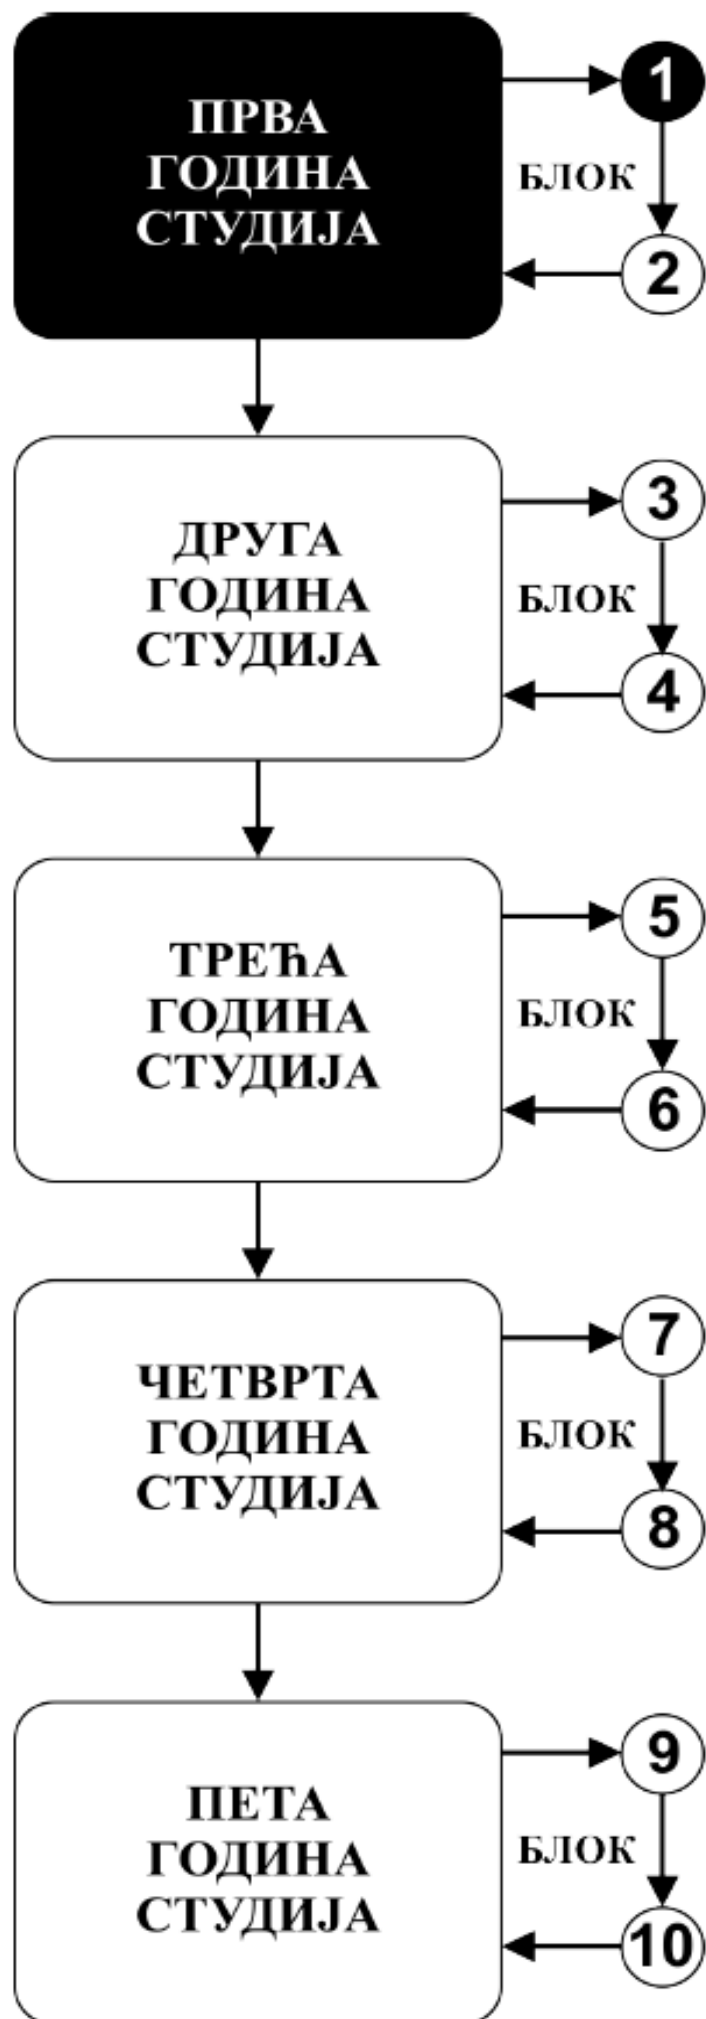 ПРВА
ГОДИНА
СТУДИЈА
1
БЛОК
2
ДРУГА
ГОДИНА
СТУДИЈА
3
БЛОК
4
ТРЕЋА
ГОДИНА
СТУДИЈА
5
БЛОК
6
ЧЕТВРТА
ГОДИНА
СТУДИЈА
7
БЛОК
8
ПЕТА
ГОДИНА
СТУДИЈА
9
БЛОК
10